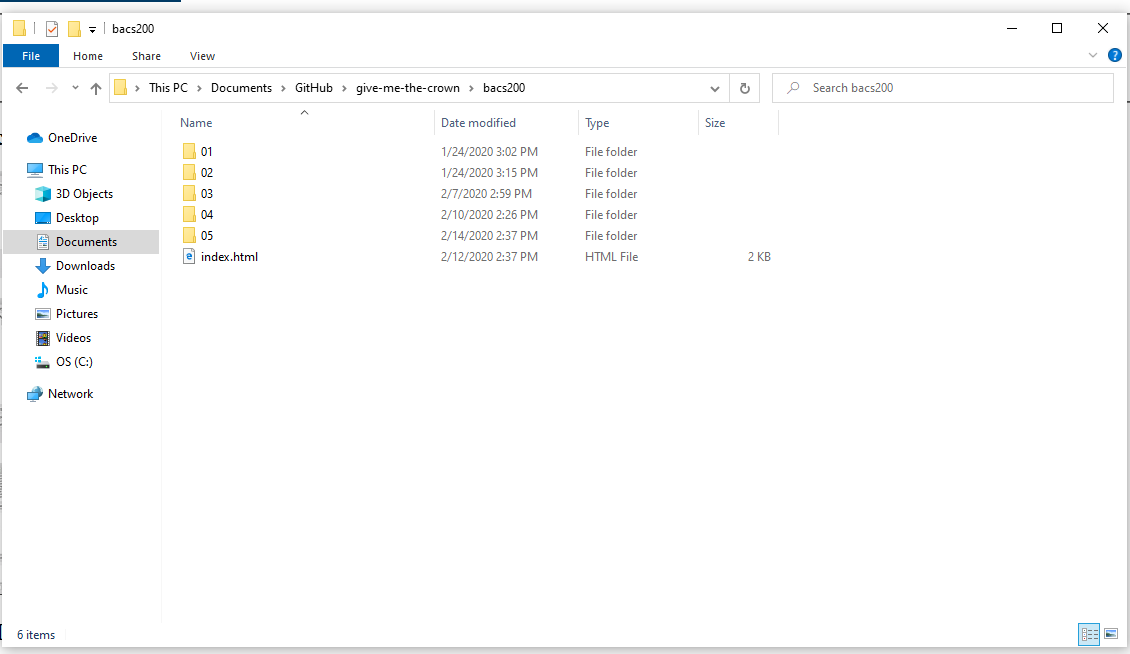 bacs200
File Home Share View
This PC Documents GitHub give-me-the-crown bacs200 Search bacs200
Name Date modified Type Size
OneDrive
This PC
3D Objects
Desktop
Documents
Downloads
Music
Pictures
Videos
OS (C:)
Network
01 1/24/2020 3:02 PM File folder
02 1/24/2020 3:15 PM File folder
03 2/7/2020 2:59 PM File folder
04 2/10/2020 2:26 PM File folder
05 2/14/2020 2:37 PM File folder
index.html 2/12/2020 2:37 PM HTML File 2 KB
6 items